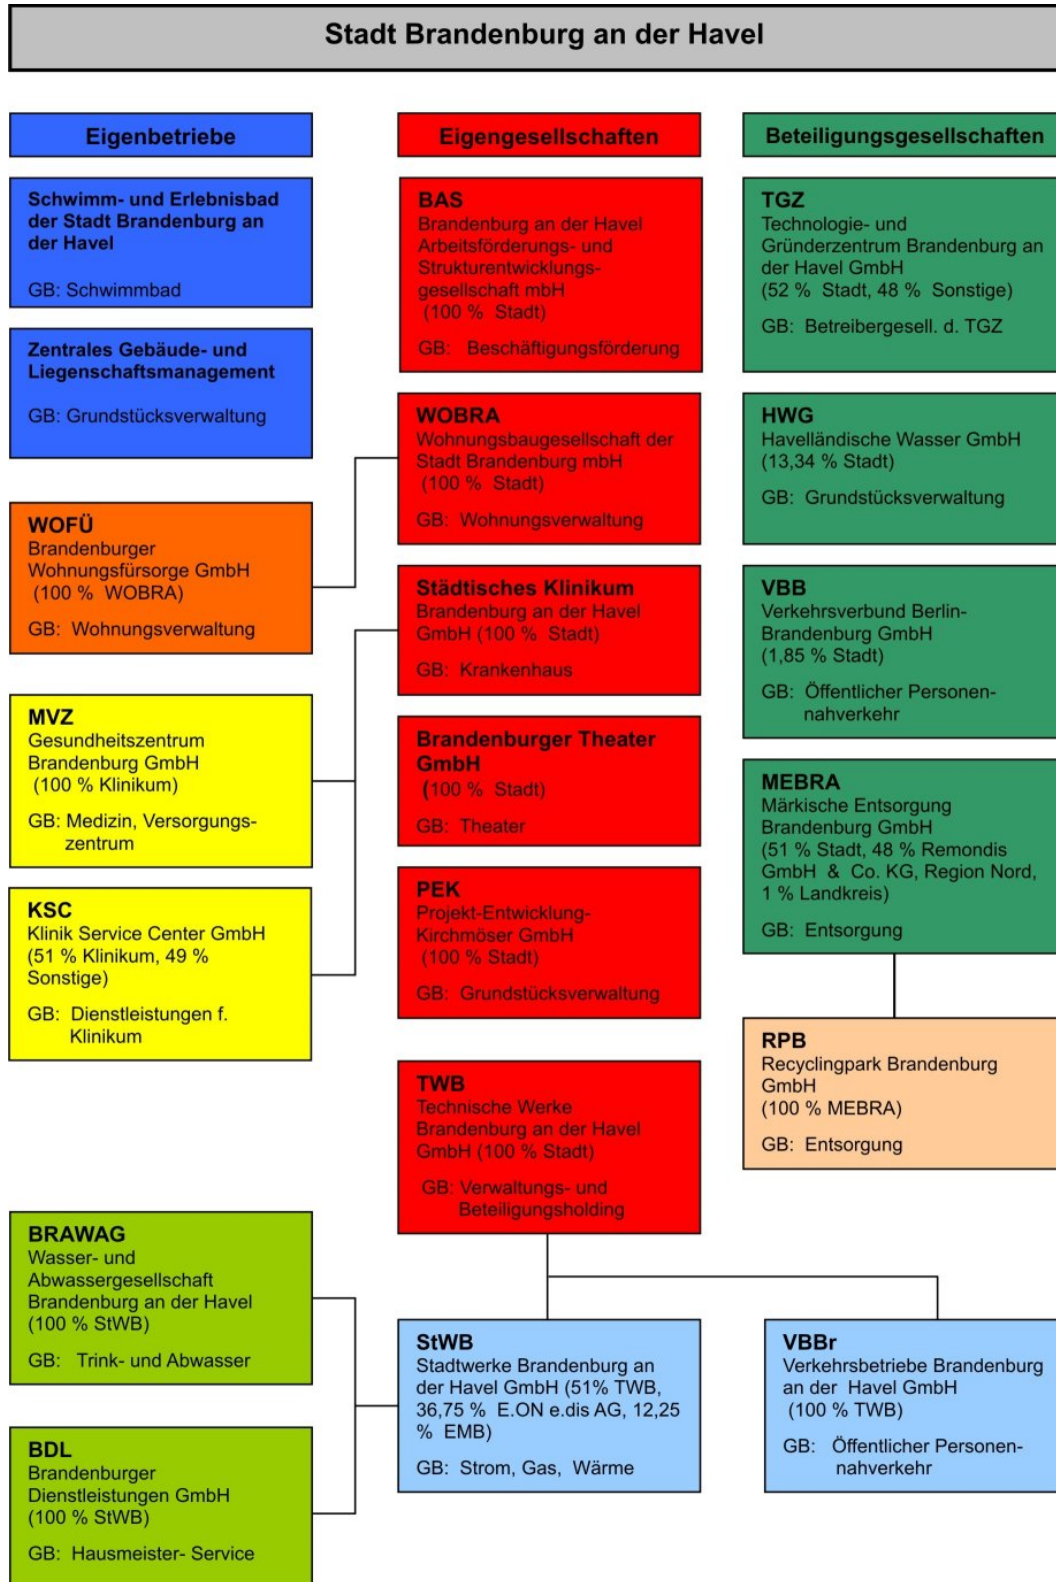 Stadt Brandenburg an der Havel
Eigenbetriebe
Schwimm- und Erlebnisbad
der Stadt Brandenburg an
der Havel
GB: Schwimmbad
Zentrales Gebäude- und
Liegenschaftsmanagement
GB: Grundstücksverwaltung
WOFÜ
Brandenburger
Wohnungsfürsorge GmbH
(100 % WOBRA)
GB: Wohnungsverwaltung
MVZ
Gesundheitszentrum
Brandenburg GmbH
(100 % Klinikum)
GB: Medizin, Versorgungs-
zentrum
KSC
Klinik Service Center GmbH
(51 % Klinikum, 49 %
Sonstige)
GB: Dienstleistungen f.
Klinikum
BRAWAG
Wasser- und
Abwassergesellschaft
Brandenburg an der Havel
(100 % StWB)
GB: Trink- und Abwasser
BDL
Brandenburger
Dienstleistungen GmbH
(100 % StWB)
GB: Hausmeister- Service
Eigengesellschaften
BAS
Brandenburg an der Havel
Arbeitsförderungs- und
Strukturentwicklungs-
gesellschaft mbH
(100 % Stadt)
GB: Beschäftigungsförderung
WOBRA
Wohnungsbaugesellschaft der
Stadt Brandenburg mbH
(100 % Stadt)
GB: Wohnungsverwaltung
Städtisches Klinikum
Brandenburg an der Havel
GmbH (100 % Stadt)
GB: Krankenhaus
Brandenburger Theater
GmbH
(100 % Stadt)
GB: Theater
PEK
Projekt-Entwicklung-
Kirchmöser GmbH
(100 % Stadt)
GB: Grundstücksverwaltung
TWB
Technische Werke
Brandenburg an der Havel
GmbH (100 % Stadt)
GB: Verwaltungs- und
Beteiligungsholding
StWB
Stadtwerke Brandenburg an
der Havel GmbH (51% TWB,
36,75 % E.ON e.dis AG, 12,25
% EMB)
GB: Strom, Gas, Wärme
Beteiligungsgesellschaften
TGZ
Technologie- und
Gründerzentrum Brandenburg an
der Havel GmbH
(52 % Stadt, 48 % Sonstige)
GB: Betreibergesell. d. TGZ
HWG
Havelländische Wasser GmbH
(13,34 % Stadt)
GB: Grundstücksverwaltung
VBB
Verkehrsverbund Berlin-
Brandenburg GmbH
(1,85 % Stadt)
GB: Öffentlicher Personen-
nahverkehr
MEBRA
Märkische Entsorgung
Brandenburg GmbH
(51 % Stadt, 48 % Remondis
GmbH & Co. KG, Region Nord,
1 % Landkreis)
GB: Entsorgung
RPB
Recyclingpark Brandenburg
GmbH
(100 % MEBRA)
GB: Entsorgung
VBBr
Verkehrsbetriebe Brandenburg
an der Havel GmbH
(100 % TWB)
GB: Öffentlicher Personen-
nahverkehr